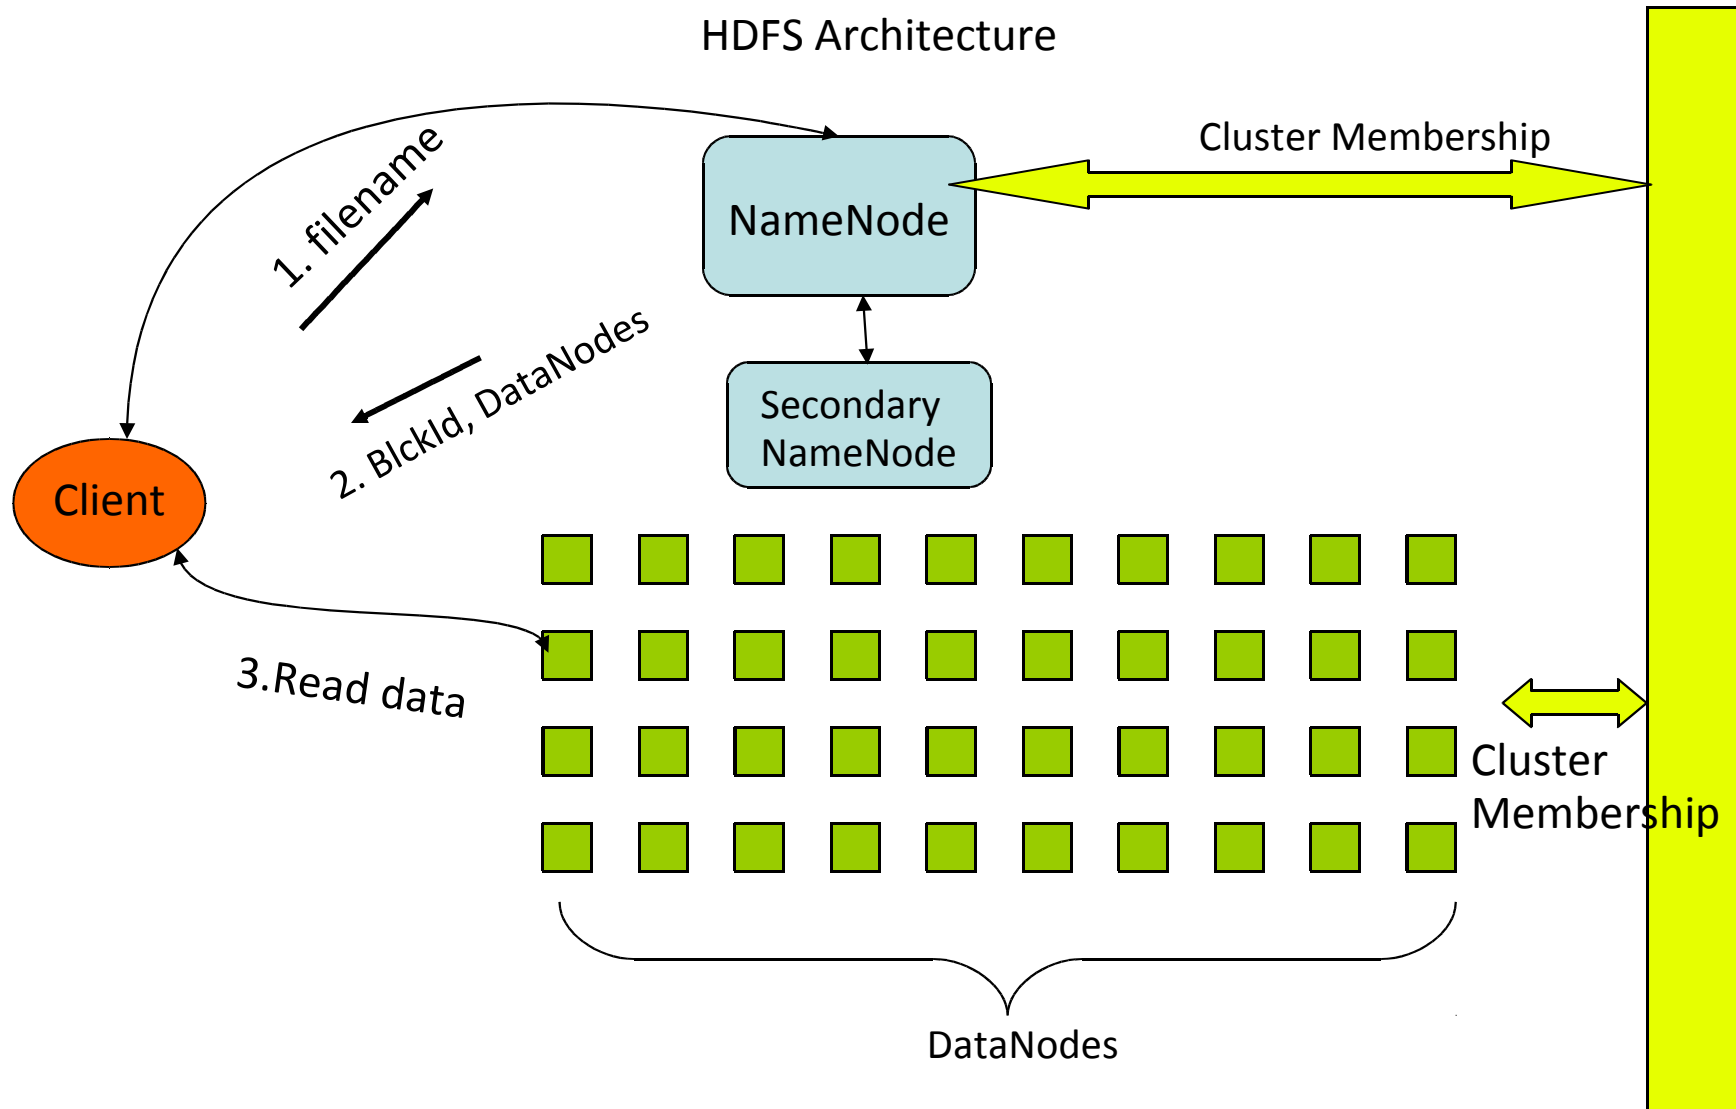 HDFS Architecture
Cluster Membership
1. filename
NameNode
2. BlckId, DataNodes
Secondary
NameNode
Client
3.Read data
Cluster
Membership
DataNodes